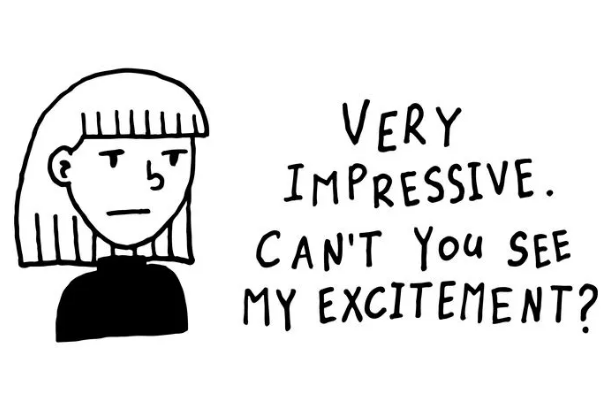 VERY
IMPRESSIVE.
CAN'T YOU SEE
MY EXCITEMENT?